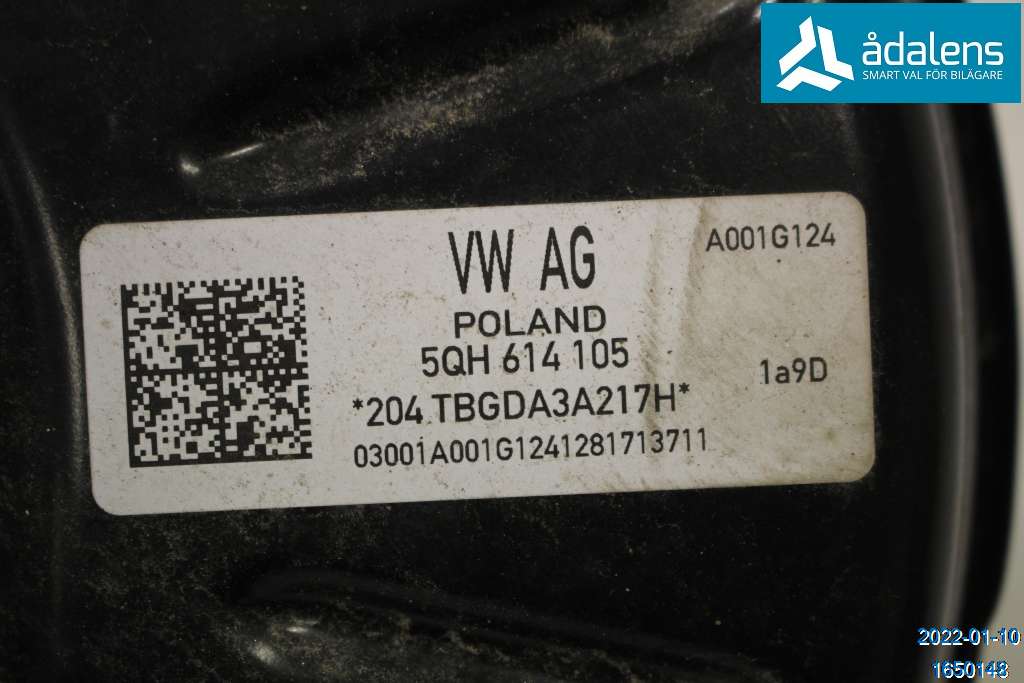 ådalens
SMART VAL FÖR BILÄGARE
VW AG
A001G124
POLAND
5QH 614 105
1a9D
*204 TBGDA3A217H*
03001A001G1241281713711
2022-01-10
1650148